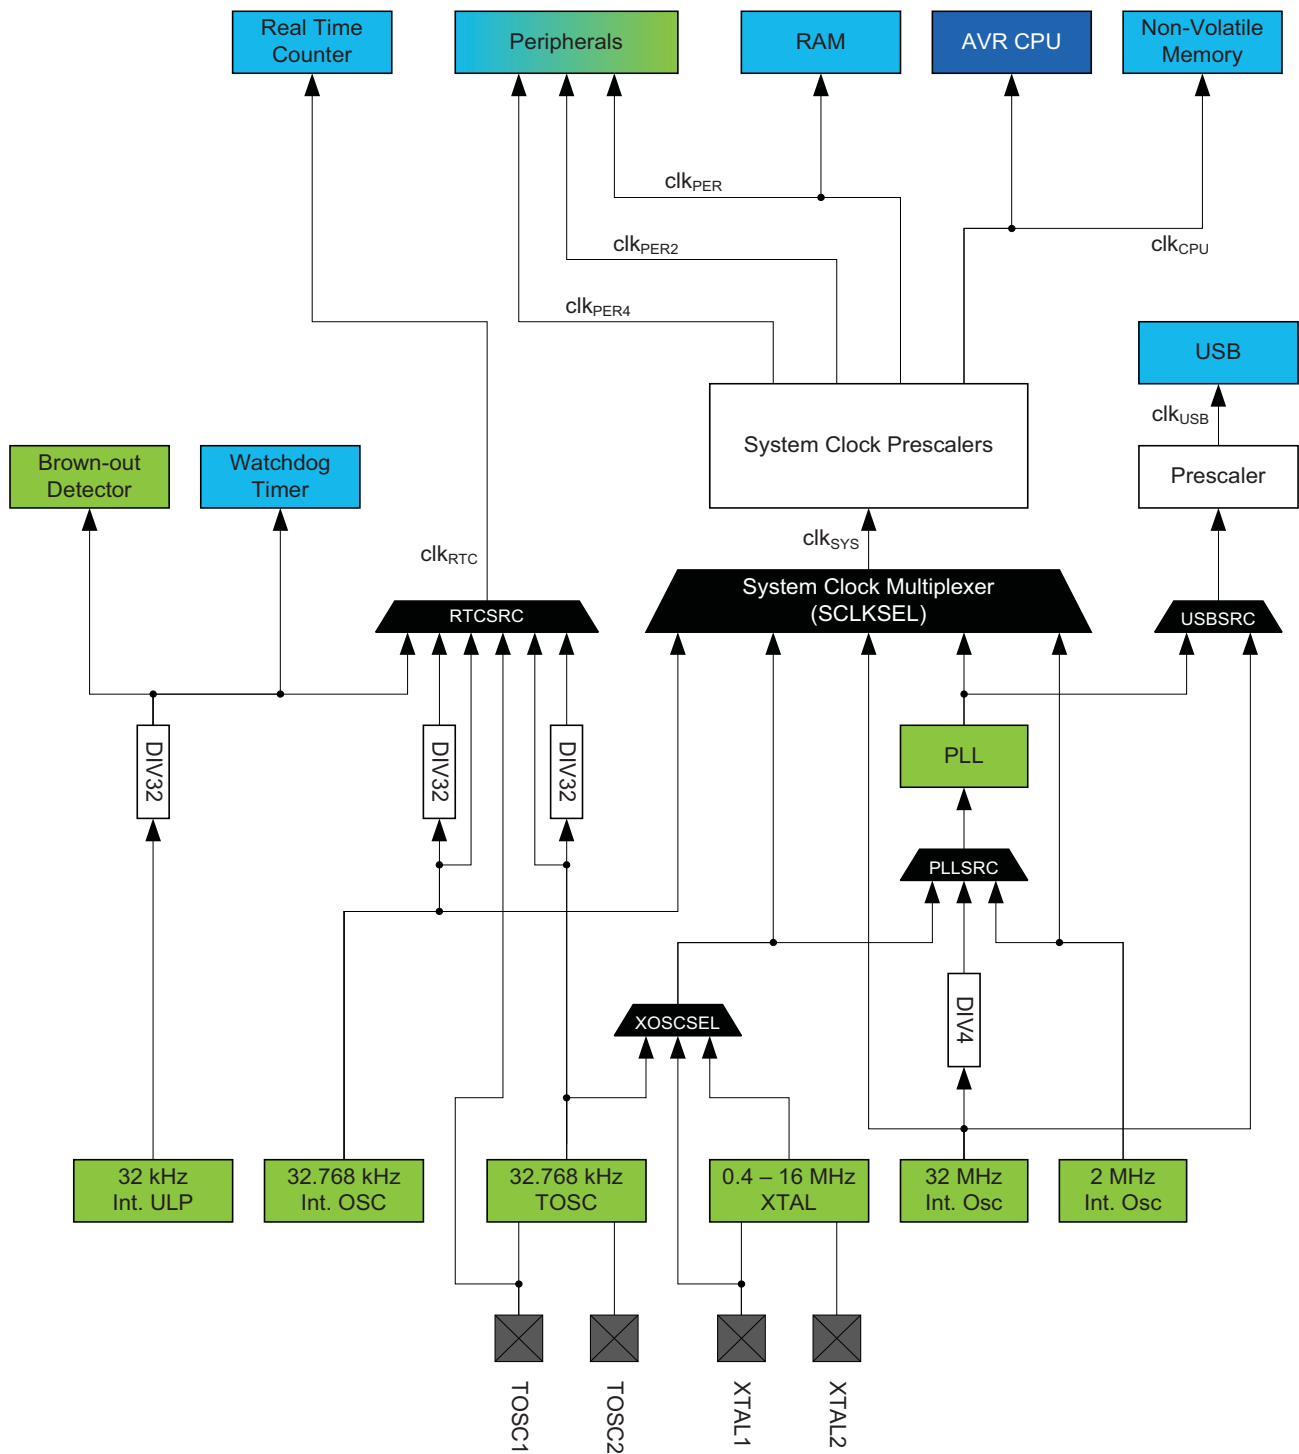 Real Time
Counter
Peripherals
RAM
AVR CPU
Non-Volatile
Memory
clkPER
clkPER2
clkCPU
clkPER4
USB
clkUSB
System Clock Prescalers
Prescaler
Brown-out
Detector
Watchdog
Timer
clkSYS
clkRTC
System Clock Multiplexer
(SCLKSEL)
RTCSRC
USBSRC
DIV32
DIV32
DIV32
PLL
PLLSRC
DIV4
XOSCSEL
32 kHz
Int. ULP
32.768 kHz
Int. OSC
32.768 kHz
TOSC
0.4 – 16 MHz
XTAL
32 MHz
Int. Osc
2 MHz
Int. Osc
TOSC1
TOSC2
XTAL1
XTAL2